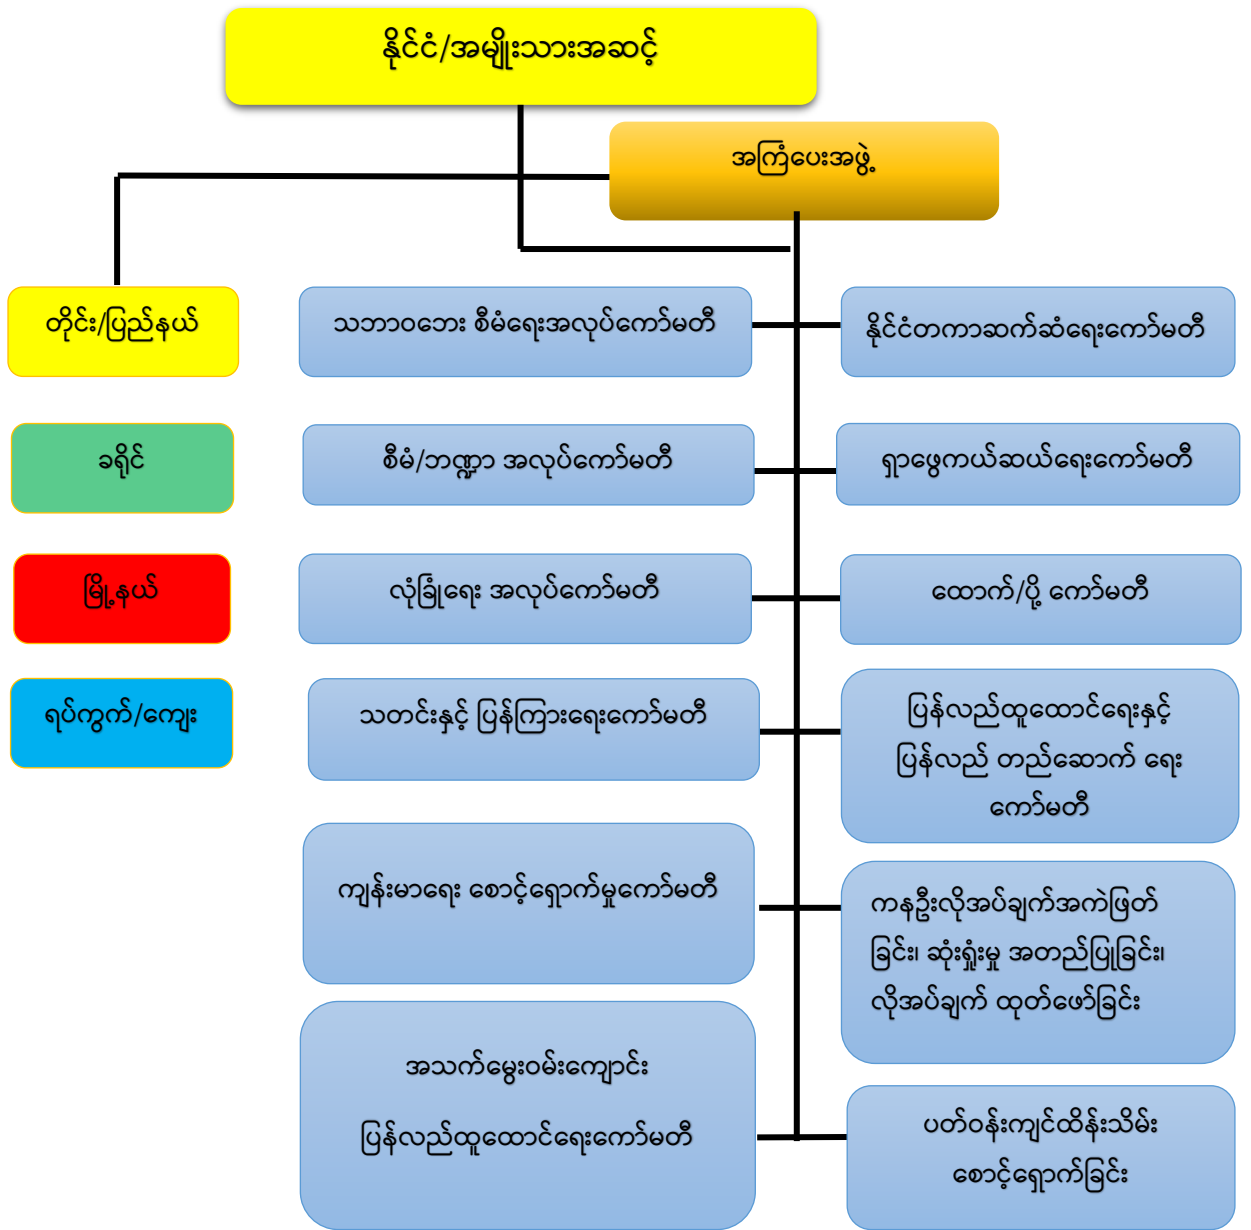 နိုင်ငံ/အမျိုးသားအဆင့်
အကြံပေးအဖွဲ့
တိုင်း/ပြည်နယ်
သဘာဝဘေး စီမံရေးအလုပ်ကော်မတီ
နိုင်ငံတကာဆက်ဆံရေးကော်မတီ
ခရိုင်
စီမံ/ဘဏ္ဍာ အလုပ်ကော်မတီ
ရှာဖွေကယ်ဆယ်ရေးကော်မတီ
မြို့နယ်
လုံခြုံရေး အလုပ်ကော်မတီ
ထောက်/ပို့ ကော်မတီ
ရပ်ကွက်/ကျေး
သတင်းနှင့် ပြန်ကြားရေးကော်မတီ
ပြန်လည်ထူထောင်ရေးနှင့်
ပြန်လည် တည်ဆောက် ရေး
ကော်မတီ
ကျန်းမာရေး စောင့်ရှောက်မှုကော်မတီ
ကနဦးလိုအပ်ချက်အကဲဖြတ်
ခြင်း၊ ဆုံးရှုံးမှု အတည်ပြုခြင်း၊
လိုအပ်ချက် ထုတ်ဖော်ခြင်း
အသက်မွေးဝမ်းကျောင်း
ပြန်လည်ထူထောင်ရေးကော်မတီ
ပတ်ဝန်းကျင်ထိန်းသိမ်း
စောင့်ရှောက်ခြင်း